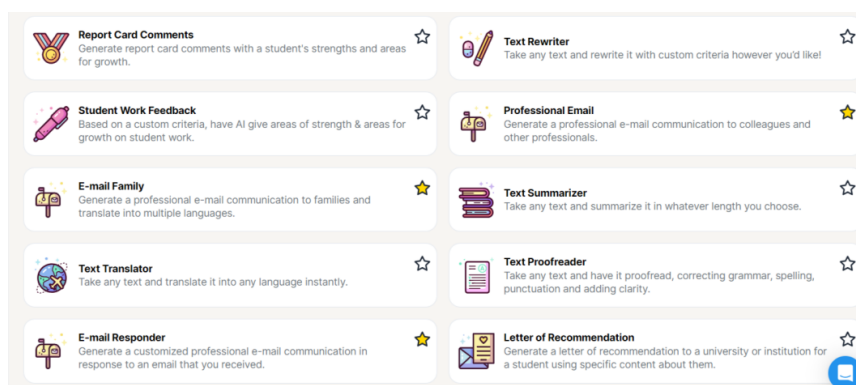 Report Card Comments
Generate report card comments with a student's strengths and areas
for growth.
Text Rewriter
Take any text and rewrite it with custom criteria however you'd like!
Student Work Feedback
Based on a custom criteria, have AI give areas of strength & areas for
growth on student work.
Professional Email
Generate a professional e-mail communication to colleagues and
other professionals.
E-mail Family
Generate a professional e-mail communication to families and
translate into multiple languages.
Text Summarizer
Take any text and summarize it in whatever length you choose.
Text Translator
Take any text and translate it into any language instantly.
Text Proofreader
Take any text and have it proofread, correcting grammar, spelling,
punctuation and adding clarity.
E-mail Responder
Generate a customized professional e-mail communication in
response to an email that you received.
Letter of Recommendation
Generate a letter of recommendation to a university or institution for
a student using specific content about them.